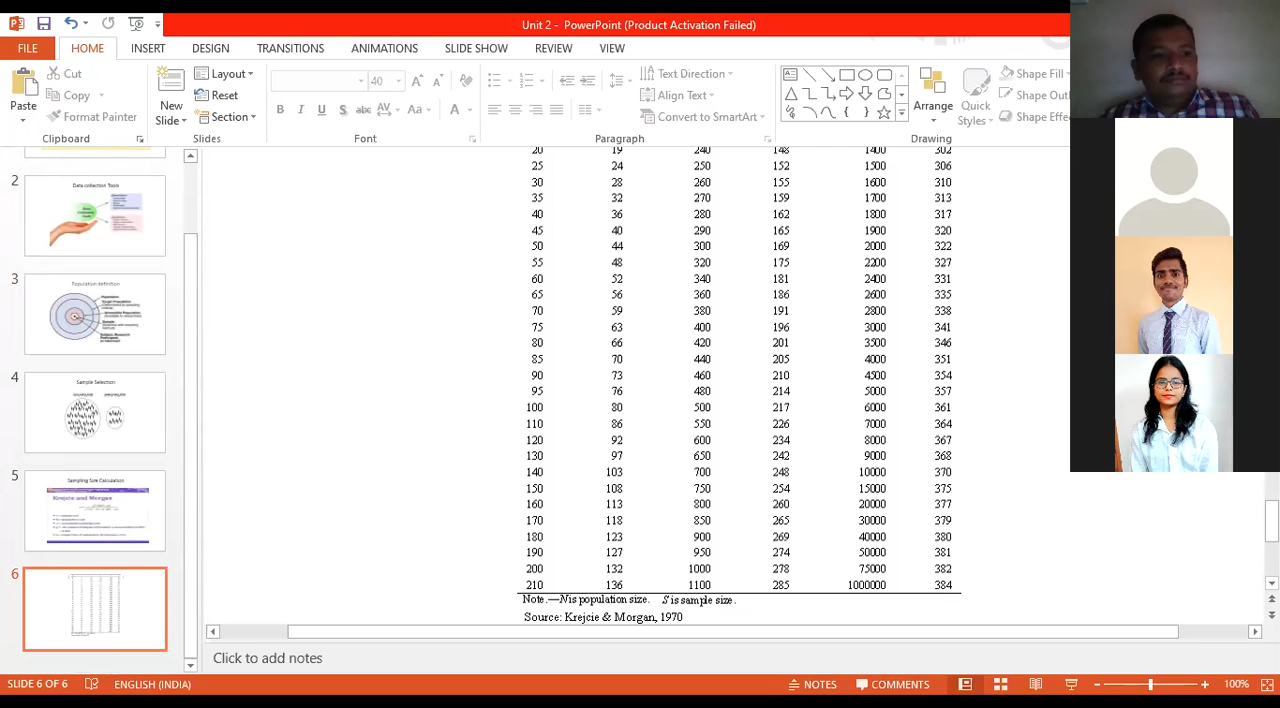 Unit 2 - PowerPoint (Product Activation Failed)
FILE HOME INSERT DESIGN TRANSITIONS ANIMATIONS SLIDE SHOW REVIEW VIEW
Paste
Cut
Copy
Format Painter
Clipboard
New
Slide
Layout
Reset
Section
Slides
40
B I U S abc AV Aa A
Font
Text Direction
Align Text
Convert to SmartArt
Paragraph
Arrange
Quick
Styles
Shape Fill
Shape Out
Shape Effe
Drawing
2
Data collection Tools
3
Population definition
4
Sample Selection
5
Sampling Size Calculation
Krejcie and Morgan
6
20 19 240 148 1400 302
25 24 250 152 1500 306
30 28 260 155 1600 310
35 32 270 159 1700 313
40 36 280 162 1800 317
45 40 290 165 1900 320
50 44 300 169 2000 322
55 48 320 175 2200 327
60 52 340 181 2400 331
65 56 360 186 2600 335
70 59 380 191 2800 338
75 63 400 196 3000 341
80 66 420 201 3500 346
85 70 440 205 4000 351
90 73 460 210 4500 354
95 76 480 214 5000 357
100 80 500 217 6000 361
110 86 550 226 7000 364
120 92 600 234 8000 367
130 97 650 242 9000 368
140 103 700 248 10000 370
150 108 750 254 15000 375
160 113 800 260 20000 377
170 118 850 265 30000 379
180 123 900 269 40000 380
190 127 950 274 50000 381
200 132 1000 278 75000 382
210 136 1100 285 1000000 384
Note.—N is population size. S is sample size.
Source: Krejcie & Morgan, 1970
Click to add notes
SLIDE 6 OF 6 ENGLISH (INDIA) NOTES COMMENTS 100%